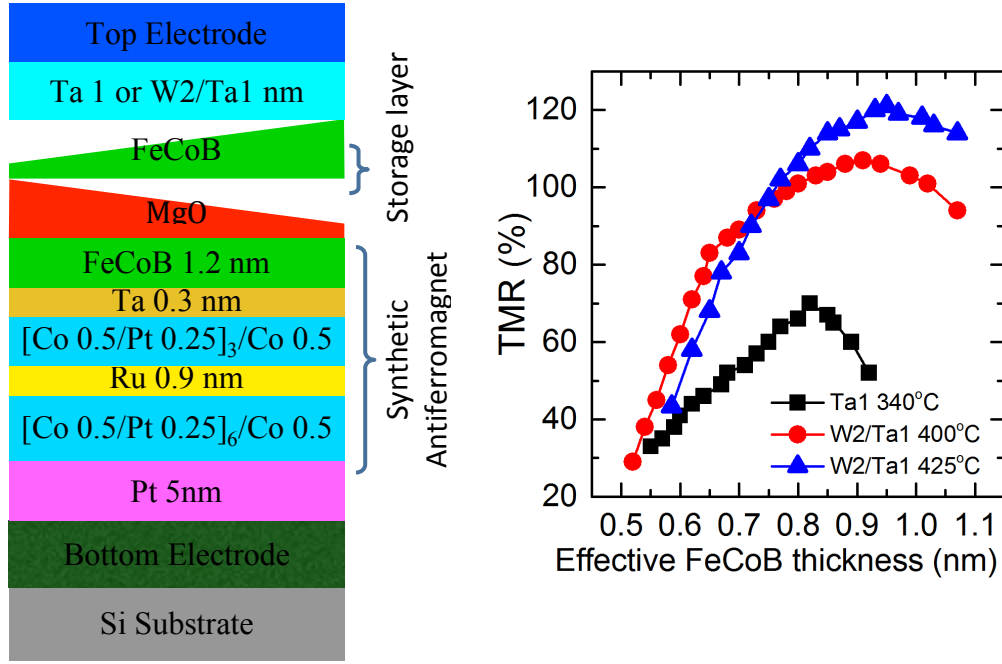 Top Electrode
Ta 1 or W2/Ta1 nm
FeCoB
MgO
FeCoB 1.2 nm
Ta 0.3 nm
[Co 0.5/Pt 0.25]₃/Co 0.5
Ru 0.9 nm
[Co 0.5/Pt 0.25]₆/Co 0.5
Pt 5nm
Bottom Electrode
Si Substrate
Storage layer
Synthetic
Antiferromagnet
TMR (%)
120
100
80
60
40
20
Ta1 340°C
W2/Ta1 400°C
W2/Ta1 425°C
0.5 0.6 0.7 0.8 0.9 1.0 1.1
Effective FeCoB thickness (nm)